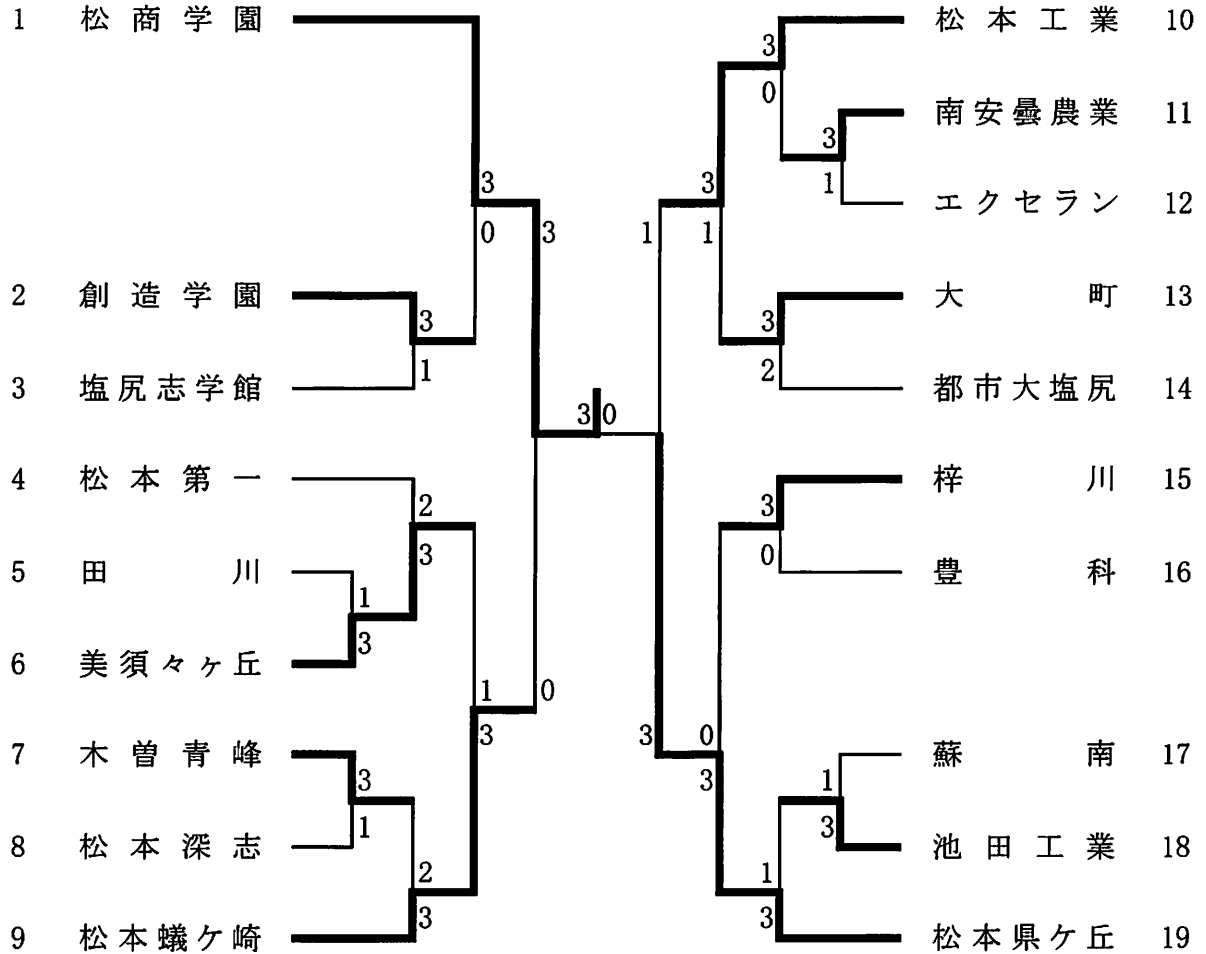 1 松商学園
3
0
3
2 創造学園
3
1
3 塩尻志学館
4 松本第一
2
3
5 田川
1
3
6 美須々ヶ丘
1
3
0
7 木曽青峰
3
1
8 松本深志
2
3
9 松本蟻ケ崎
3 0
松本工業 10
3
0
南安曇農業 11
3
1
エクセラン 12
3
1
1
大町 13
3
2
都市大塩尻 14
梓川 15
3
0
豊科 16
3
0
3
蘇南 17
1
3
池田工業 18
1
3
松本県ケ丘 19